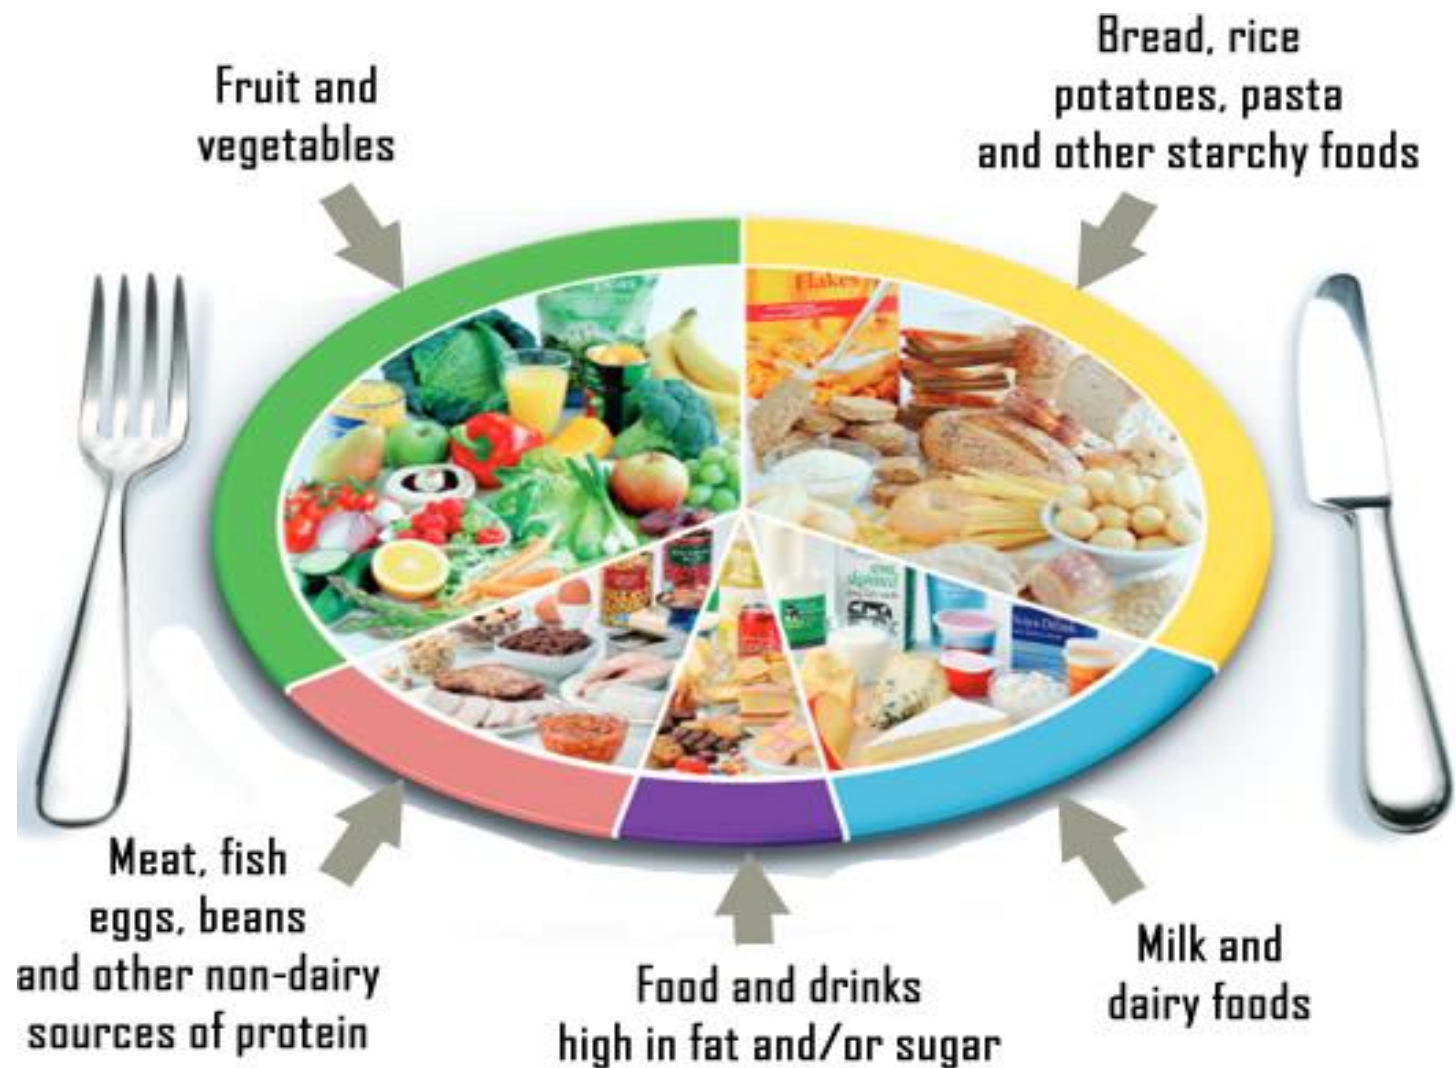 Fruit and
vegetables
Bread, rice
potatoes, pasta
and other starchy foods
Flakes
Meat, fish
eggs, beans
and other non-dairy
sources of protein
Food and drinks
high in fat and/or sugar
Milk and
dairy foods